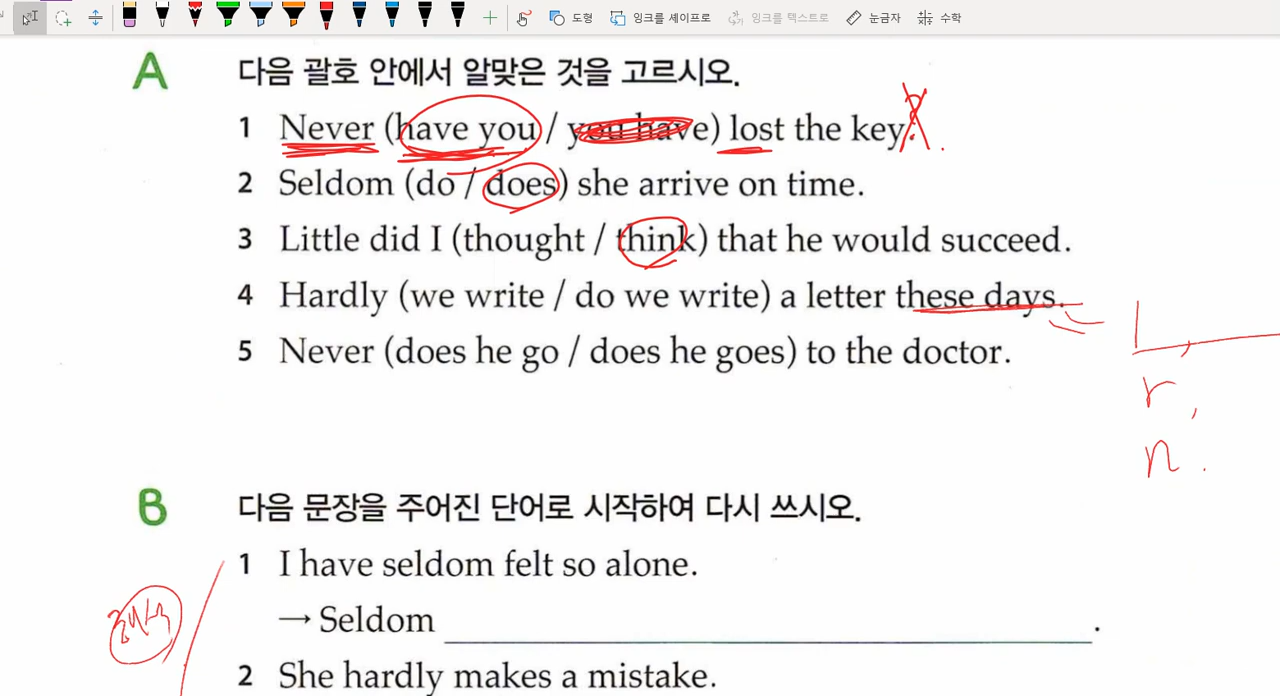 도형 잉크를 셰이프로 잉크를 텍스트로 눈금자 수학
A 다음 괄호 안에서 알맞은 것을 고르시오.
1 Never (have you / you have) lost the key?.
2 Seldom (do / does) she arrive on time.
3 Little did I (thought / think) that he would succeed.
4 Hardly (we write / do we write) a letter these days.
5 Never (does he go / does he goes) to the doctor.
r,
n.
B 다음 문장을 주어진 단어로 시작하여 다시 쓰시오.
1 I have seldom felt so alone.
→ Seldom .
해석
2 She hardly makes a mistake.